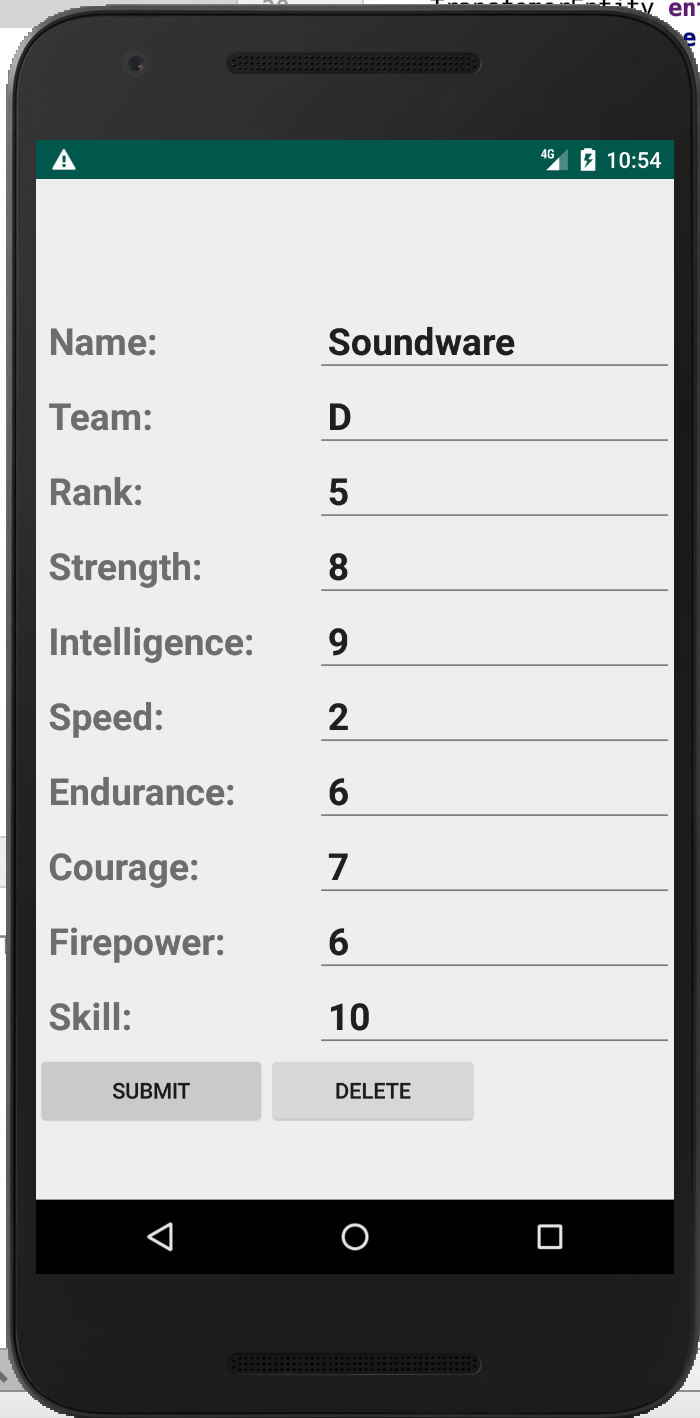 TransfomerEntity
4G 10:54
Name: Soundware
Team: D
Rank: 5
Strength: 8
Intelligence: 9
Speed: 2
Endurance: 6
Courage: 7
Firepower: 6
Skill: 10
SUBMIT DELETE